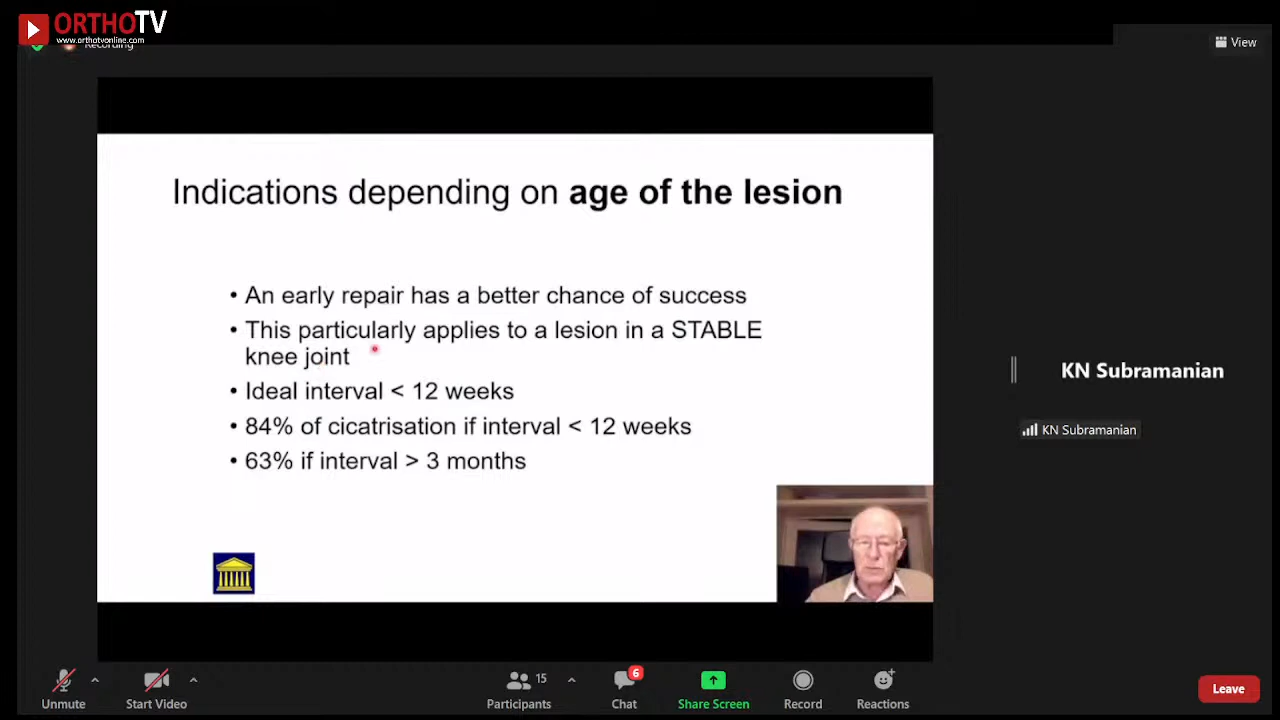 ORTHOTV
www.orthotvonline.com
Recording
View
Indications depending on age of the lesion
• An early repair has a better chance of success
• This particularly applies to a lesion in a STABLE
knee joint
• Ideal interval < 12 weeks
• 84% of cicatrisation if interval < 12 weeks
• 63% if interval > 3 months
KN Subramanian
KN Subramanian
Unmute
Start Video
15
Participants
6
Chat
Share Screen
Record
Reactions
Leave